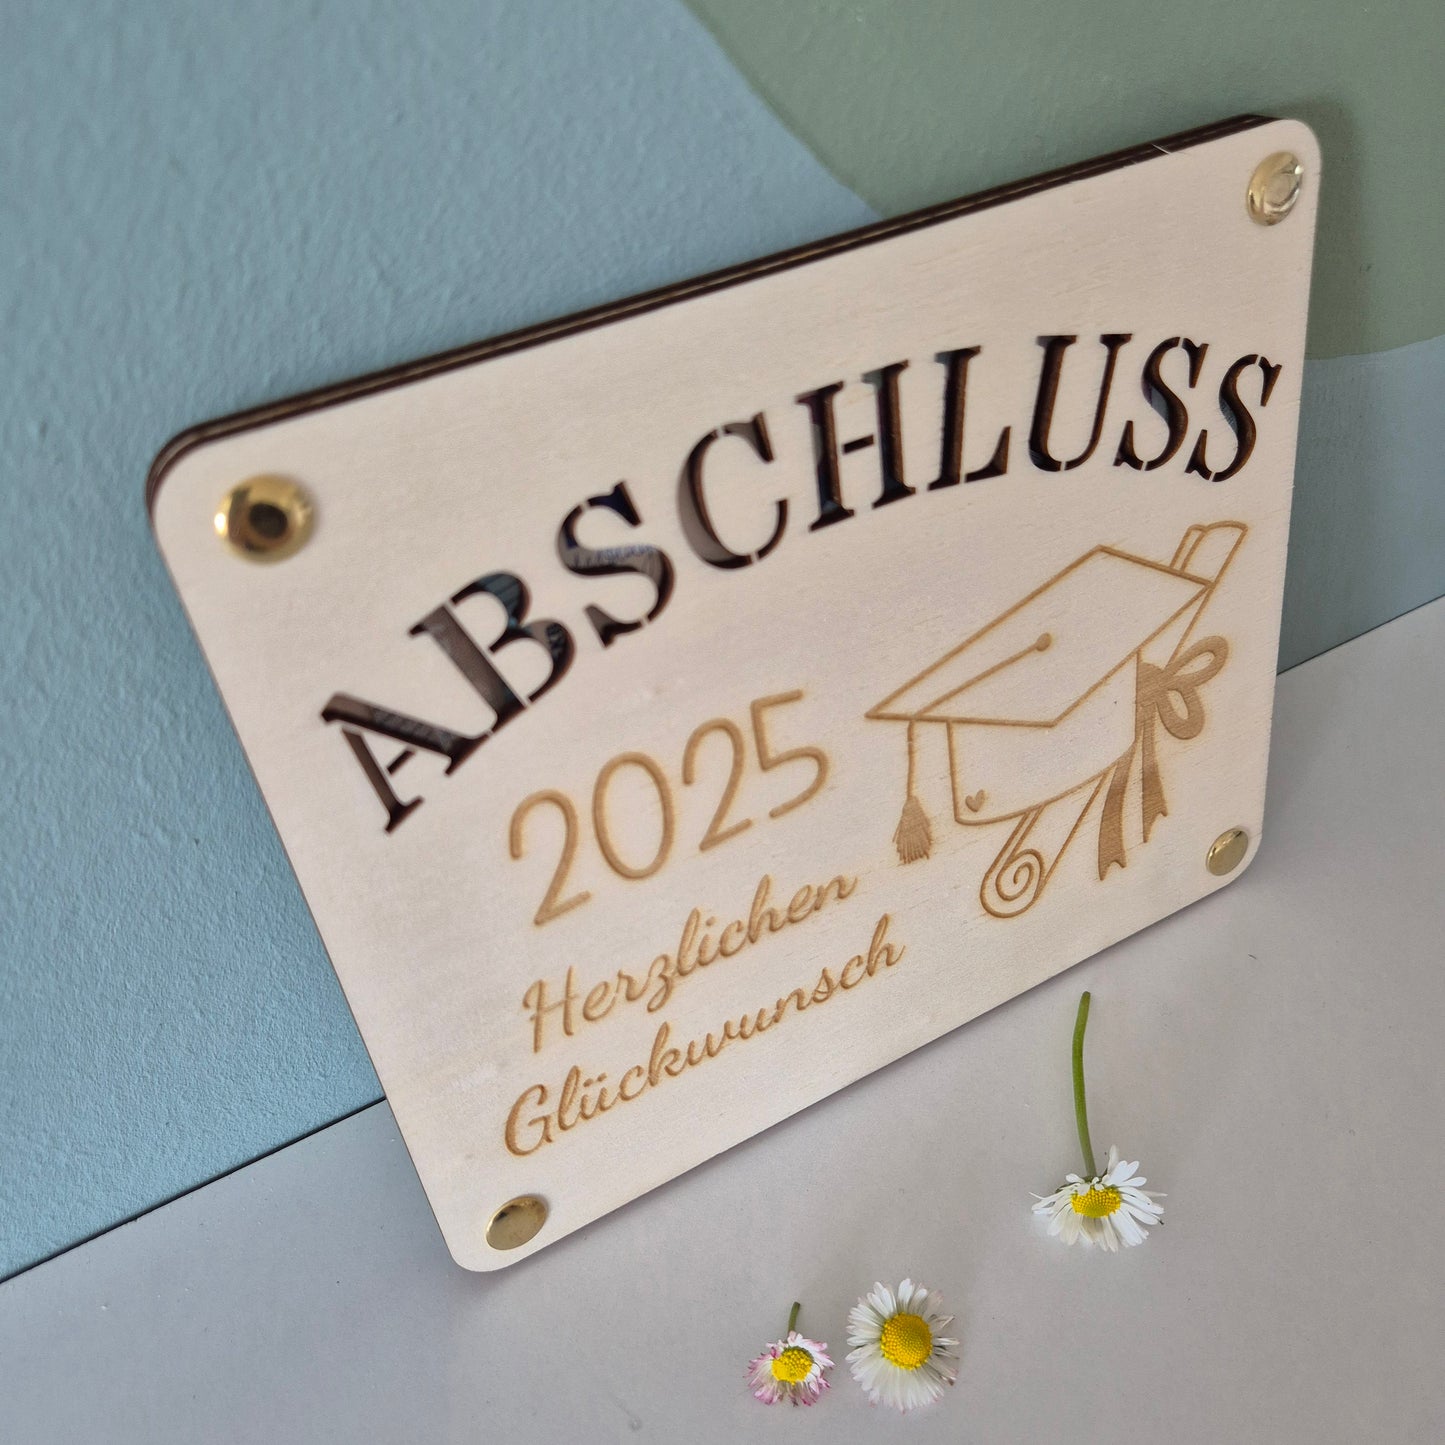 ABSCHLUSS
2025
Herzlichen
Glückwunsch